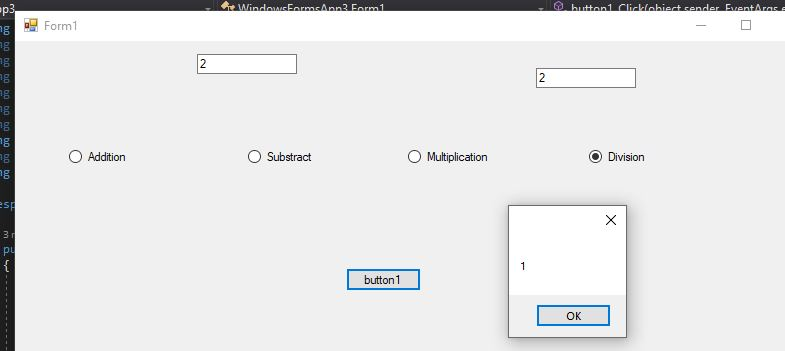 WindowsFormsApp3.Form1
button1_Click(object sender, EventArgs e
Form1
2
2
Addition
Substract
Multiplication
Division
1
button1
OK